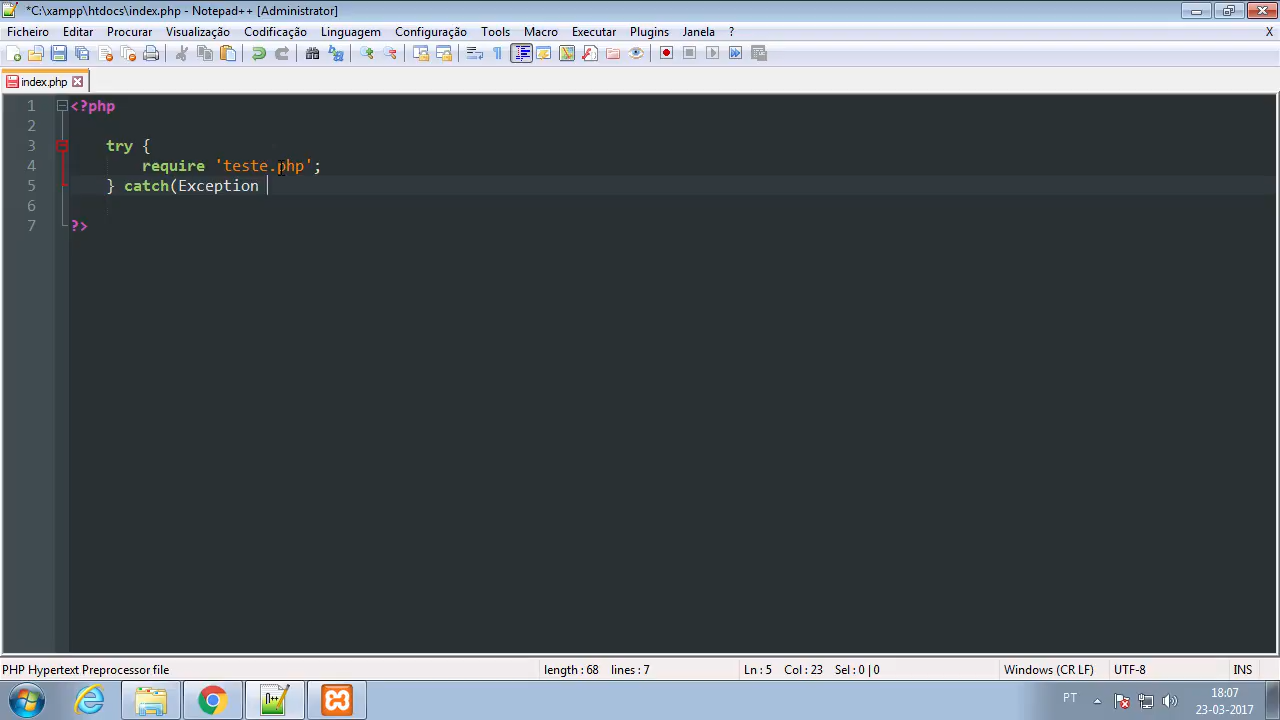 *C:\xampp\htdocs\index.php - Notepad++ [Administrator]
Ficheiro Editar Procurar Visualização Codificação Linguagem Configuração Tools Macro Executar Plugins Janela ? X
index.php
1 <?php
2
3 try {
4 require 'teste.php';
5 } catch(Exception
6
7 ?>
PHP Hypertext Preprocessor file length : 68 lines : 7 Ln : 5 Col : 23 Sel : 0 | 0 Windows (CR LF) UTF-8 INS
PT 18:07
23-03-2017